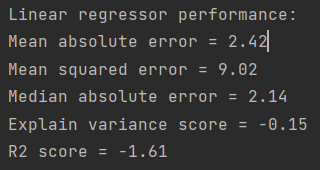 Linear regressor performance:
Mean absolute error = 2.42
Mean squared error = 9.02
Median absolute error = 2.14
Explain variance score = -0.15
R2 score = -1.61